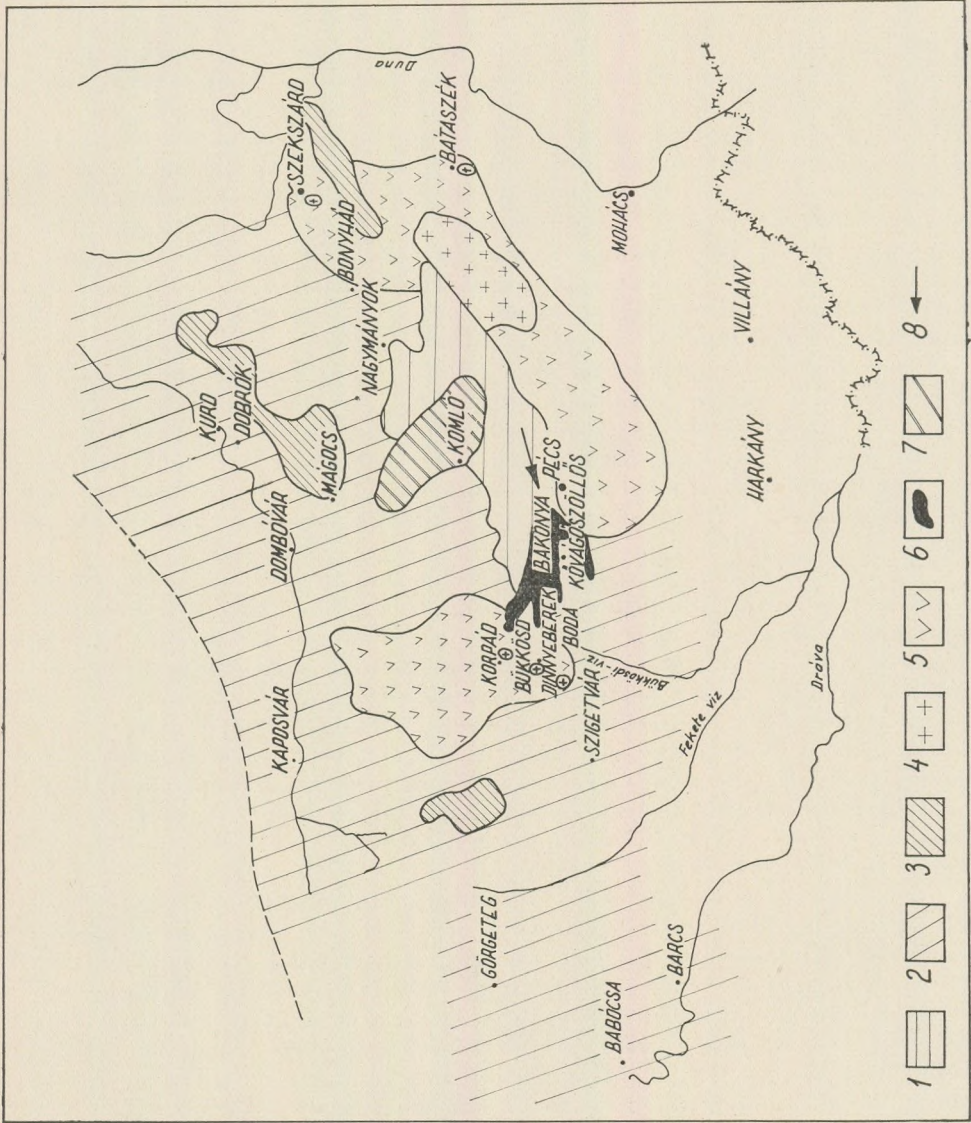 Duna
SZEKSZÁRD
BÁTASZÉK
BONYHÁD
MOHÁCS
NAGYMÁNYOK
VILLÁNY
KURD
DOBRÓK
MÁGOCS
KOMLÓ
HARKÁNY
DOMBÓVÁR
PÉCS
BAKONYA
KŐVÁGÓSZŐLLŐS
KORPÁD
BÜKKÖSD
DINNYEBEREK
BODA
KAPOSVÁR
SZIGETVÁR
Bükkösdi-víz
Fekete víz
Dráva
GÖRGETEG
BARCS
BABÓCSA
1
2
3
4
5
6
7
8